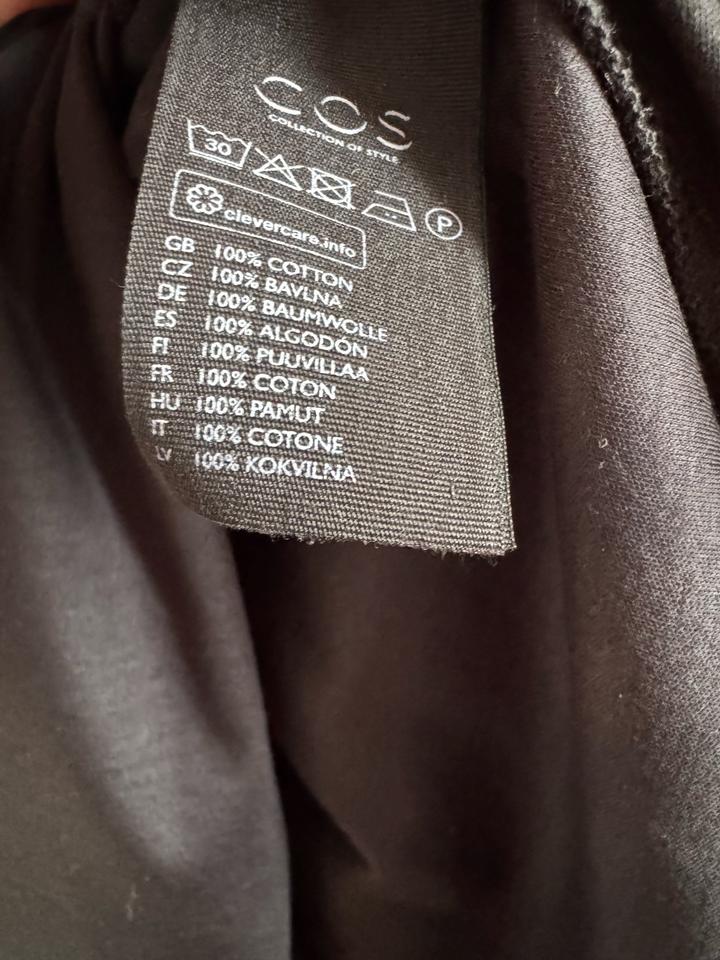 COS
COLLECTION OF STYLE
30
P
clevercare.info
GB 100% COTTON
CZ 100% BAVLNA
DE 100% BAUMWOLLE
ES 100% ALGODÓN
FI 100% PUUVILLAA
FR 100% COTON
HU 100% PAMUT
IT 100% COTONE
LV 100% KOKVILNA